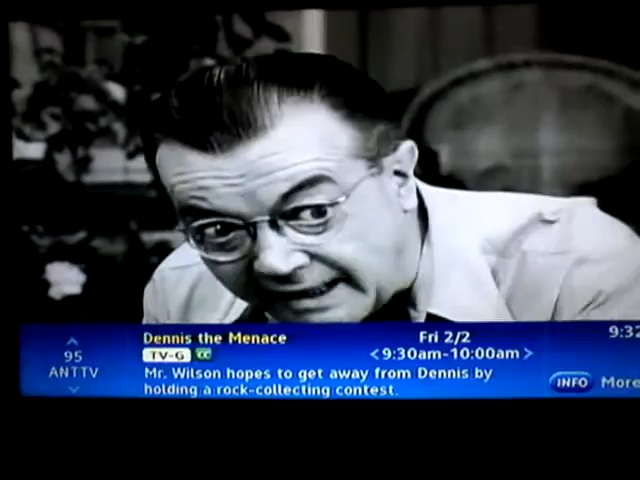 Dennis the Menace
Fri 2/2
9:32
95
TV-G CC
<9:30am-10:00am>
ANTTV
Mr. Wilson hopes to get away from Dennis by
holding a rock-collecting contest.
INFO More